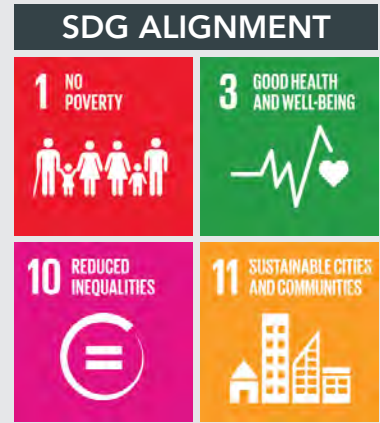 SDG ALIGNMENT
1 NO
POVERTY
3 GOOD HEALTH
AND WELL-BEING
10 REDUCED
INEQUALITIES
11 SUSTAINABLE CITIES
AND COMMUNITIES